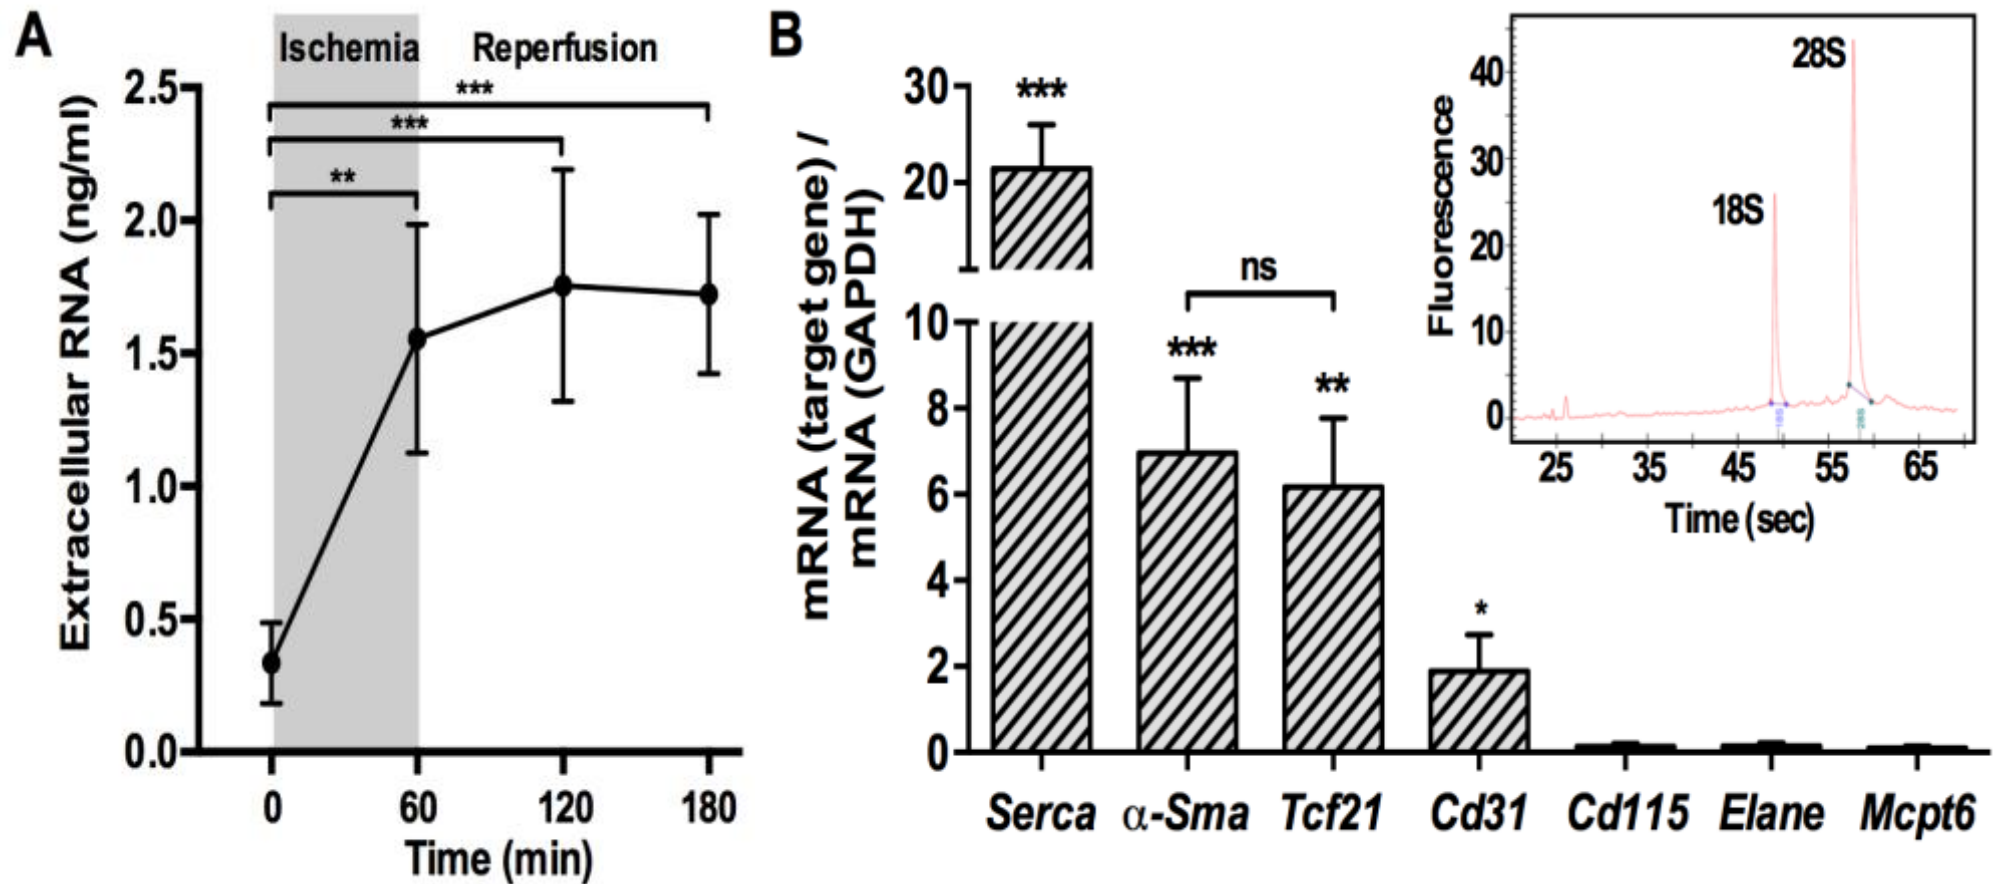 A
Ischemia Reperfusion
Extracellular RNA (ng/ml)
2.5
2.0
1.5
1.0
0.5
0.0
***
***
**
0 60 120 180
Time (min)
B
mRNA (target gene) /
mRNA (GAPDH)
30
20
10
8
6
4
2
0
***
ns
***
**
*
Serca α-Sma Tcf21 Cd31 Cd115 Elane Mcpt6
Fluorescence
40
30
20
10
0
18S
28S
18S
28S
25 35 45 55 65
Time (sec)